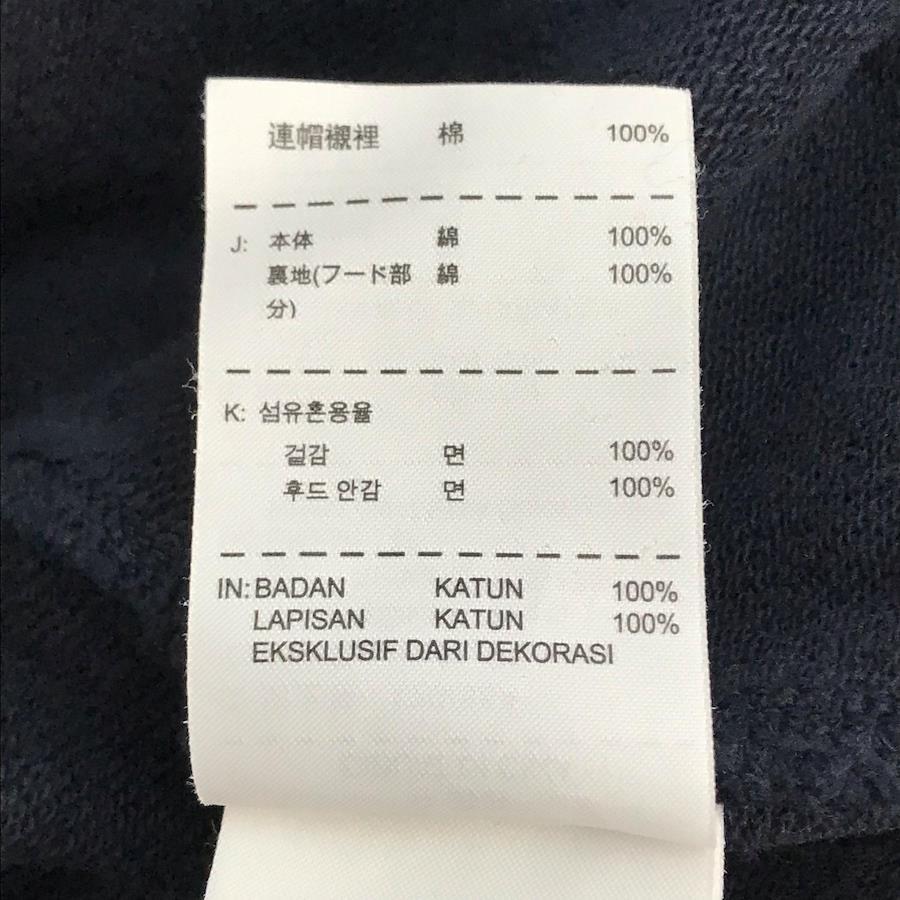 連帽襯裡 棉 100%
J: 本体 綿 100%
裏地(フード部 綿 100%
分)
K: 섬유혼용율
겉감 면 100%
후드 안감 면 100%
IN: BADAN KATUN 100%
LAPISAN KATUN 100%
EKSKLUSIF DARI DEKORASI